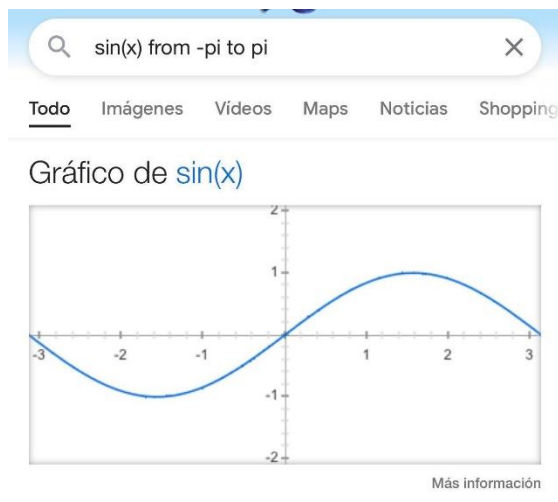 sin(x) from -pi to pi
Todo Imágenes Vídeos Maps Noticias Shopping
Gráfico de sin(x)
2
1
-3 -2 -1 1 2 3
-1
-2
Más información